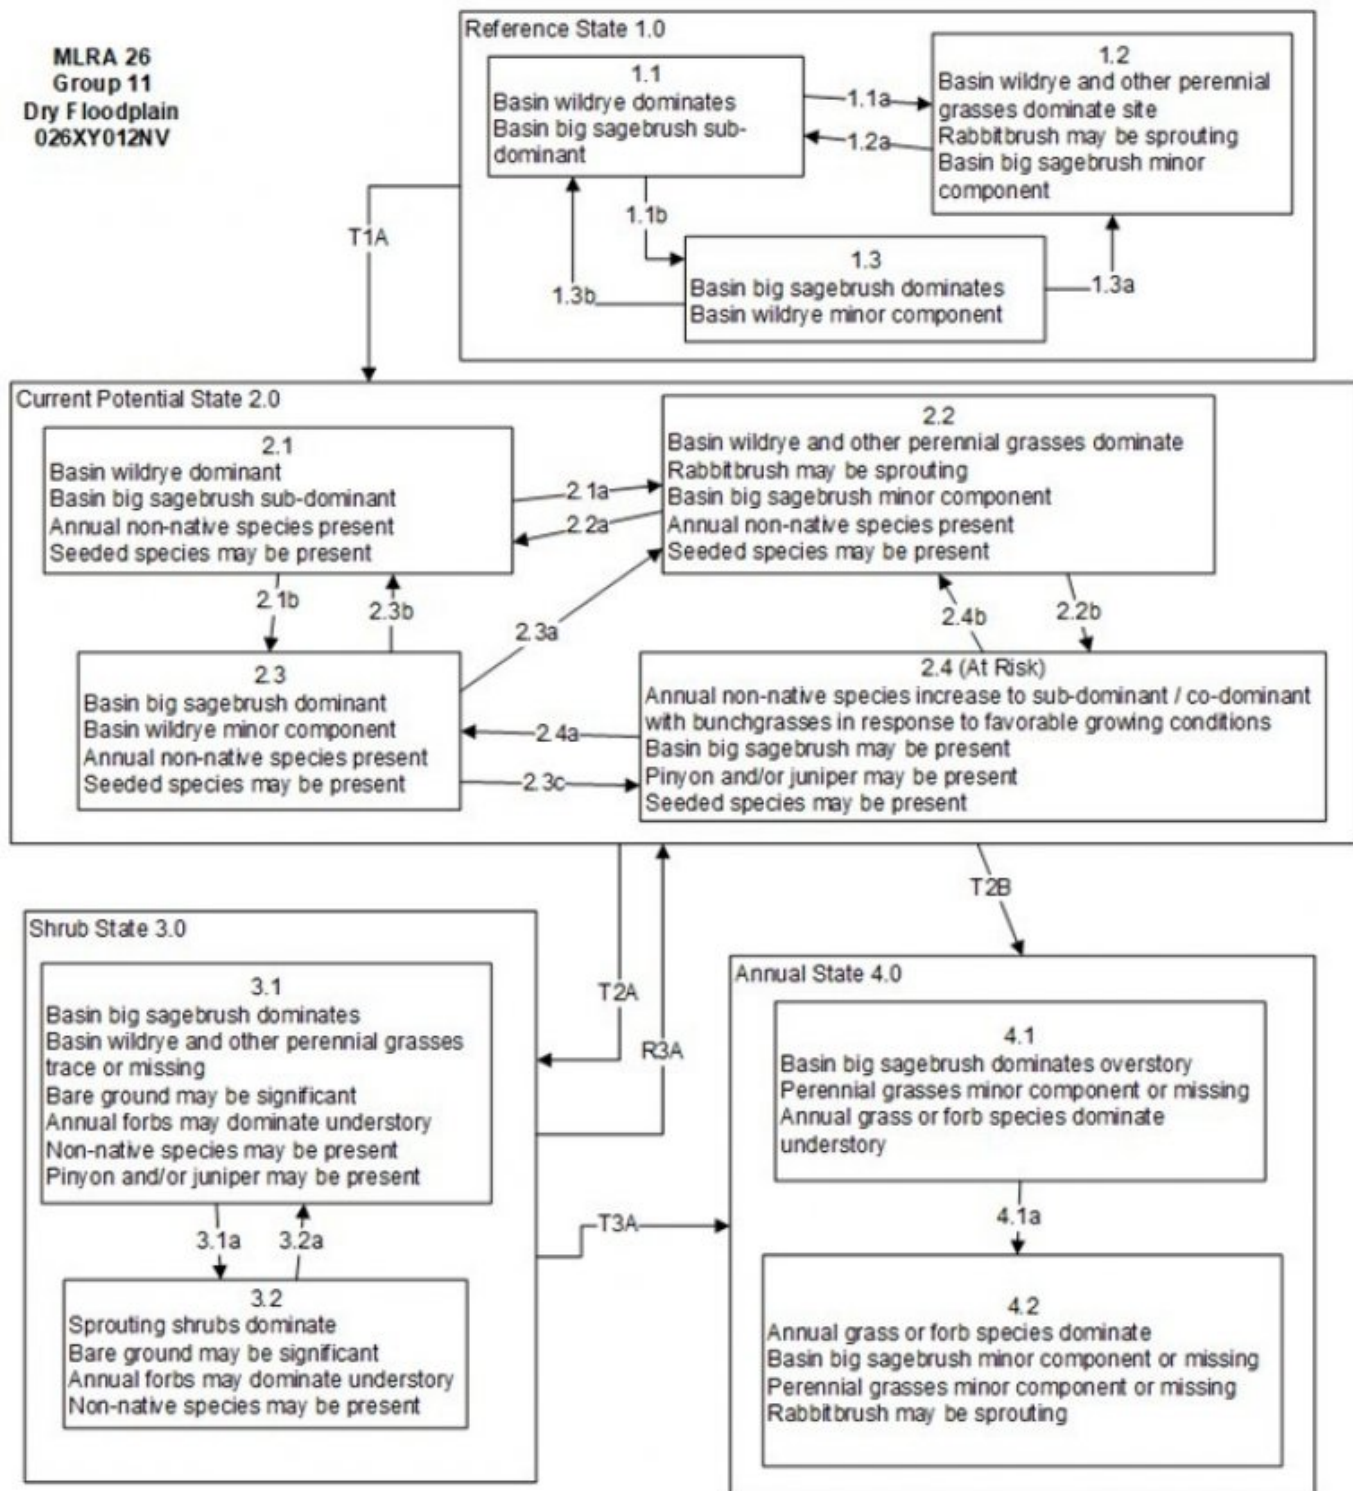 MLRA 26
Group 11
Dry Floodplain
026XY012NV
Reference State 1.0
1.1
Basin wildrye dominates
Basin big sagebrush sub-
dominant
1.1a
1.2a
1.2
Basin wildrye and other perennial
grasses dominate site
Rabbitbrush may be sprouting
Basin big sagebrush minor
component
1.1b
1.3b
1.3
Basin big sagebrush dominates
Basin wildrye minor component
1.3a
T1A
Current Potential State 2.0
2.1
Basin wildrye dominant
Basin big sagebrush sub-dominant
Annual non-native species present
Seeded species may be present
2.1a
2.2a
2.2
Basin wildrye and other perennial grasses dominate
Rabbitbrush may be sprouting
Basin big sagebrush minor component
Annual non-native species present
Seeded species may be present
2.1b
2.3b
2.3a
2.4b
2.2b
2.3
Basin big sagebrush dominant
Basin wildrye minor component
Annual non-native species present
Seeded species may be present
2.4a
2.3c
2.4 (At Risk)
Annual non-native species increase to sub-dominant / co-dominant
with bunchgrasses in response to favorable growing conditions
Basin big sagebrush may be present
Pinyon and/or juniper may be present
Seeded species may be present
T2A
R3A
T2B
Shrub State 3.0
3.1
Basin big sagebrush dominates
Basin wildrye and other perennial grasses
trace or missing
Bare ground may be significant
Annual forbs may dominate understory
Non-native species may be present
Pinyon and/or juniper may be present
3.1a
3.2a
3.2
Sprouting shrubs dominate
Bare ground may be significant
Annual forbs may dominate understory
Non-native species may be present
T3A
Annual State 4.0
4.1
Basin big sagebrush dominates overstory
Perennial grasses minor component or missing
Annual grass or forb species dominate
understory
4.1a
4.2
Annual grass or forb species dominate
Basin big sagebrush minor component or missing
Perennial grasses minor component or missing
Rabbitbrush may be sprouting